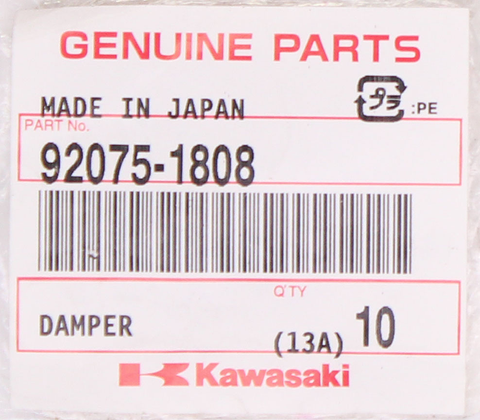 GENUINE PARTS
MADE IN JAPAN プラ :PE
PART No.
92075-1808
Q'TY
DAMPER (13A) 10
Kawasaki